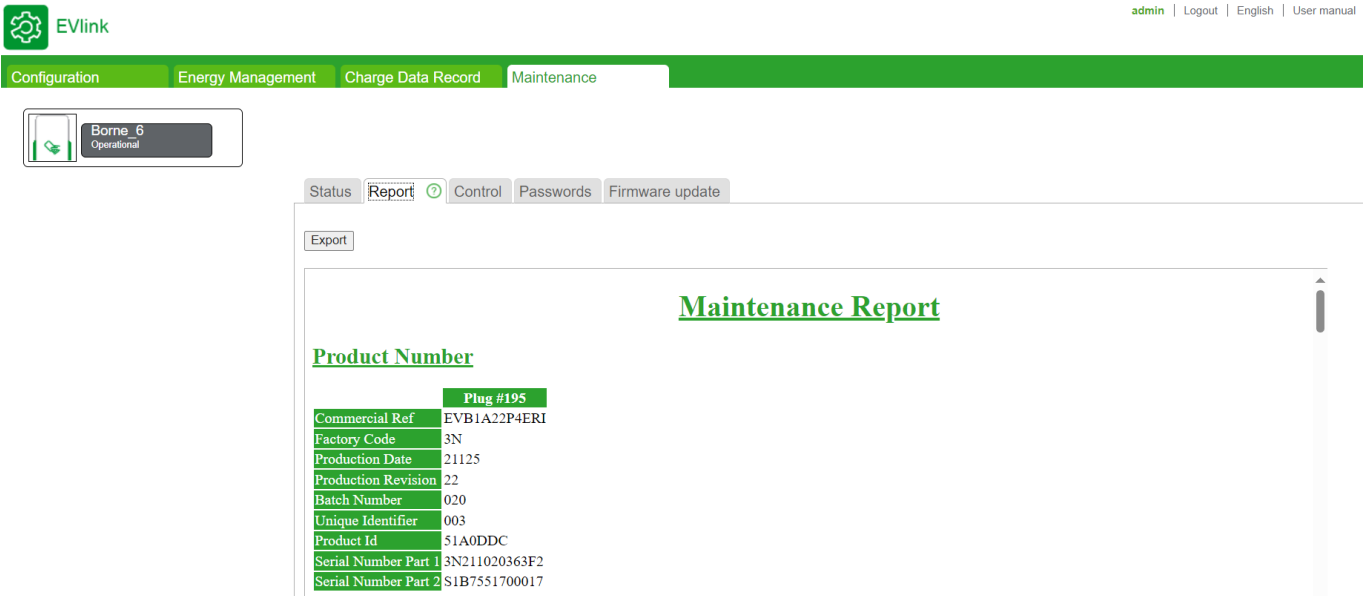 EVlink
admin | Logout | English | User manual
Configuration Energy Management Charge Data Record Maintenance
Borne_6
Operational
Status Report ? Control Passwords Firmware update
Export
Maintenance Report
Product Number
Plug #195
Commercial Ref EVB1A22P4ERI
Factory Code 3N
Production Date 21125
Production Revision 22
Batch Number 020
Unique Identifier 003
Product Id 51A0DDC
Serial Number Part 1 3N211020363F2
Serial Number Part 2 S1B7551700017